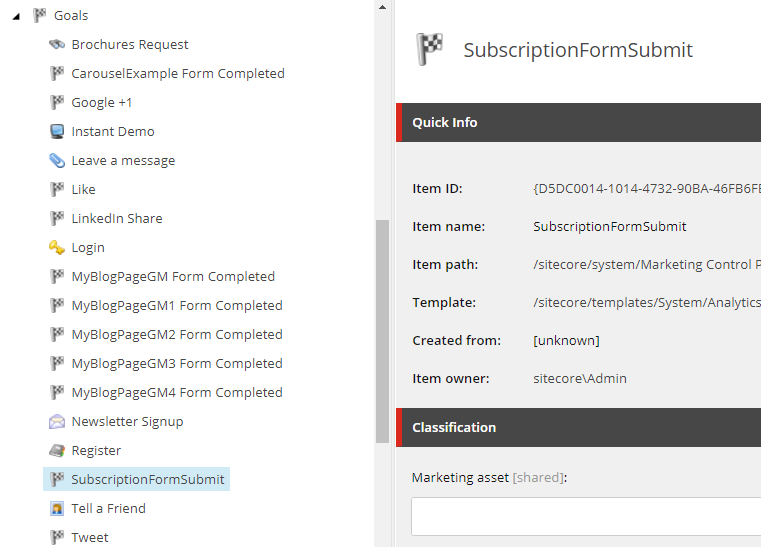 Goals
Brochures Request
CarouselExample Form Completed
Google +1
Instant Demo
Leave a message
Like
LinkedIn Share
Login
MyBlogPageGM Form Completed
MyBlogPageGM1 Form Completed
MyBlogPageGM2 Form Completed
MyBlogPageGM3 Form Completed
MyBlogPageGM4 Form Completed
Newsletter Signup
Register
SubscriptionFormSubmit
Tell a Friend
Tweet
SubscriptionFormSubmit
Quick Info
Item ID: {D5DC0014-1014-4732-90BA-46FB6FE
Item name: SubscriptionFormSubmit
Item path: /sitecore/system/Marketing Control P
Template: /sitecore/templates/System/Analytics
Created from: [unknown]
Item owner: sitecore\Admin
Classification
Marketing asset [shared]: